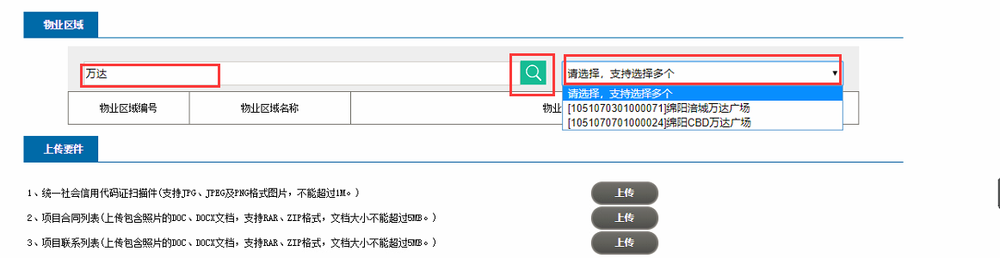 物业区域
万达
请选择，支持选择多个
请选择，支持选择多个
[1051070301000071]绵阳涪城万达广场
[1051070701000024]绵阳CBD万达广场
物业区域编号 物业区域名称 物业
上传要件
1、统一社会信用代码证扫描件(支持JPG、JPEG及PNG格式图片，不能超过1M。) 上传
2、项目合同列表(上传包含照片的DOC、DOCX文档，支持RAR、ZIP格式，文档大小不能超过5MB。) 上传
3、项目联系列表(上传包含照片的DOC、DOCX文档，支持RAR、ZIP格式，文档大小不能超过5MB。) 上传